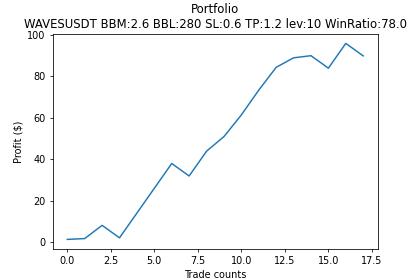 Portfolio
WAVESUSDT BBM:2.6 BBL:280 SL:0.6 TP:1.2 lev:10 WinRatio:78.0
100
80
60
40
20
0
Profit ($)
0.0 2.5 5.0 7.5 10.0 12.5 15.0 17.5
Trade counts